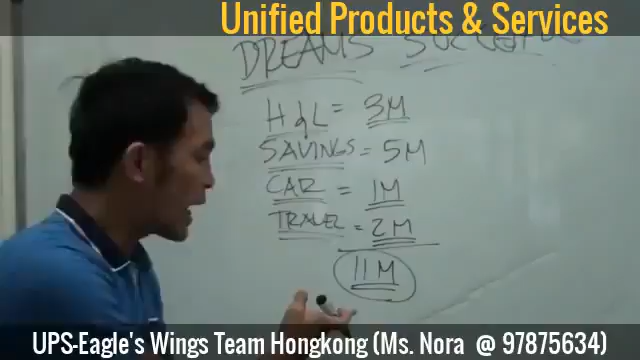 Unified Products & Services
DREAMS SUCCESSFUL
H & L = 3M
SAVINGS = 5M
CAR = 1M
TRAVEL = 2M
11M
UPS-Eagle's Wings Team Hongkong (Ms. Nora @ 97875634)